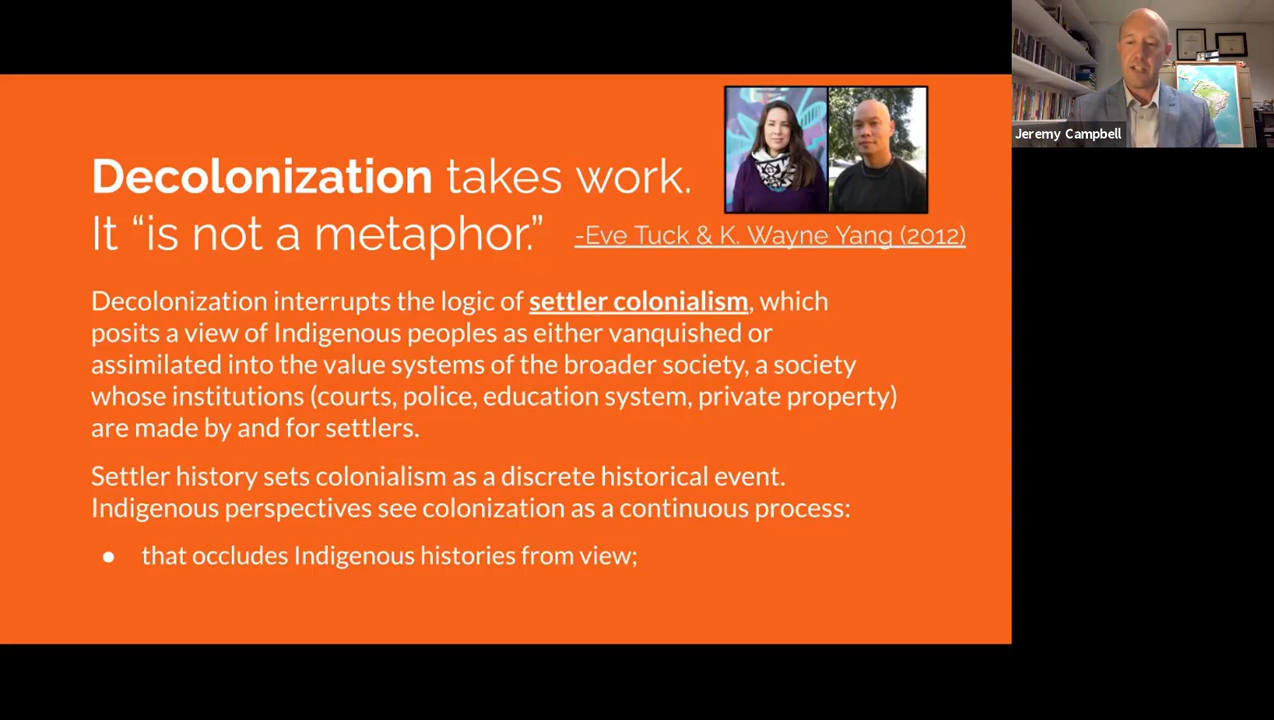 Decolonization takes work.
It “is not a metaphor.” -Eve Tuck & K. Wayne Yang (2012)
Decolonization interrupts the logic of settler colonialism, which
posits a view of Indigenous peoples as either vanquished or
assimilated into the value systems of the broader society, a society
whose institutions (courts, police, education system, private property)
are made by and for settlers.
Settler history sets colonialism as a discrete historical event.
Indigenous perspectives see colonization as a continuous process:
● that occludes Indigenous histories from view;
Jeremy Campbell